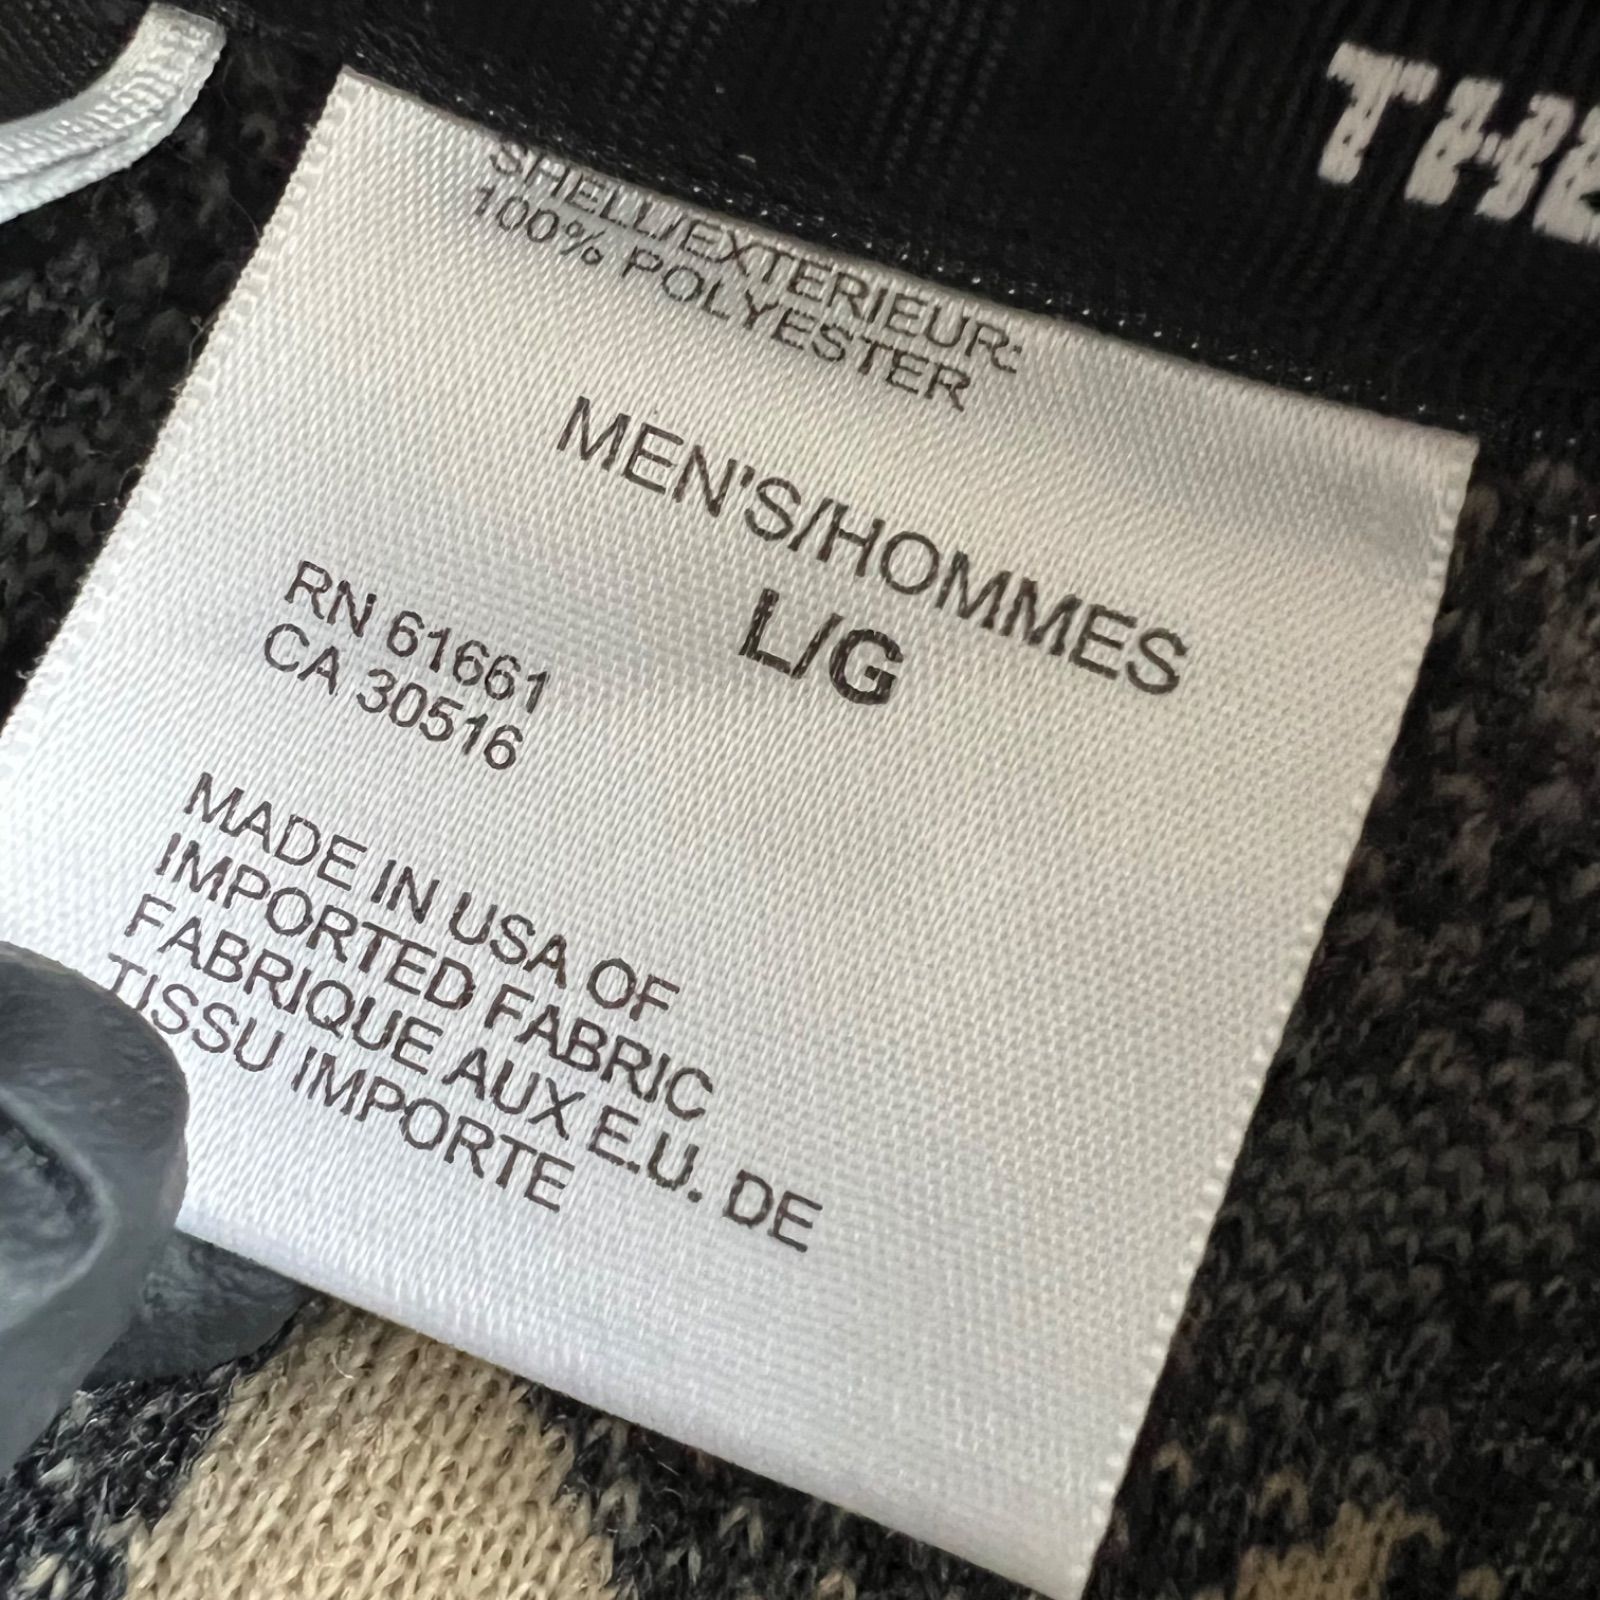 THE
SHELL/EXTERIEUR:
100% POLYESTER
MEN'S/HOMMES
L/G
RN 61661
CA 30516
MADE IN USA OF
IMPORTED FABRIC
FABRIQUE AUX E.U. DE
TISSU IMPORTE